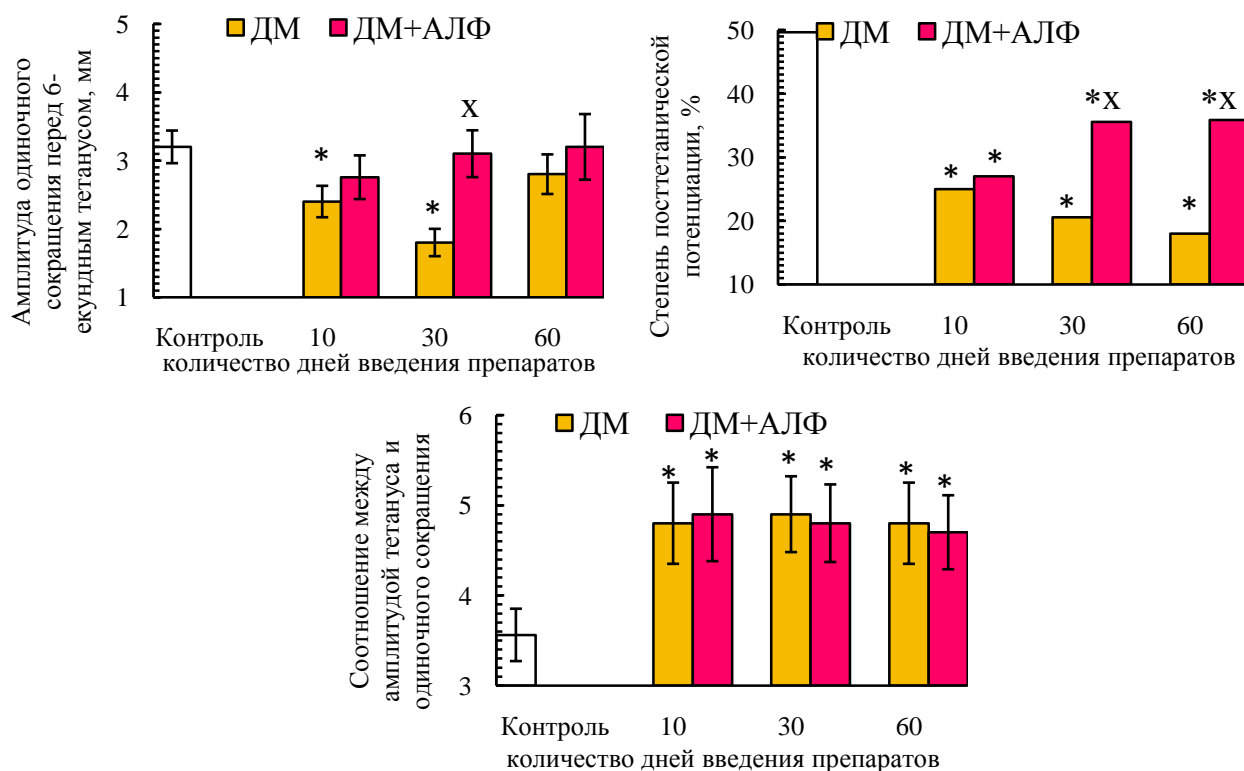 5
4
3
2
1
ДМ ДМ+АЛФ
Амплитуда одиночного
сокращения перед 6-
екундным тетанусом, мм
*
*
X
Контроль 10 30 60
количество дней введения препаратов
50
40
30
20
10
ДМ ДМ+АЛФ
Степень посттетанической
потенциации, %
* *
* *X
* *X
Контроль 10 30 60
количество дней введения препаратов
6
5
4
3
ДМ ДМ+АЛФ
Соотношение между
амплитудой тетануса и
одиночного сокращения
* * * * * *
Контроль 10 30 60
количество дней введения препаратов